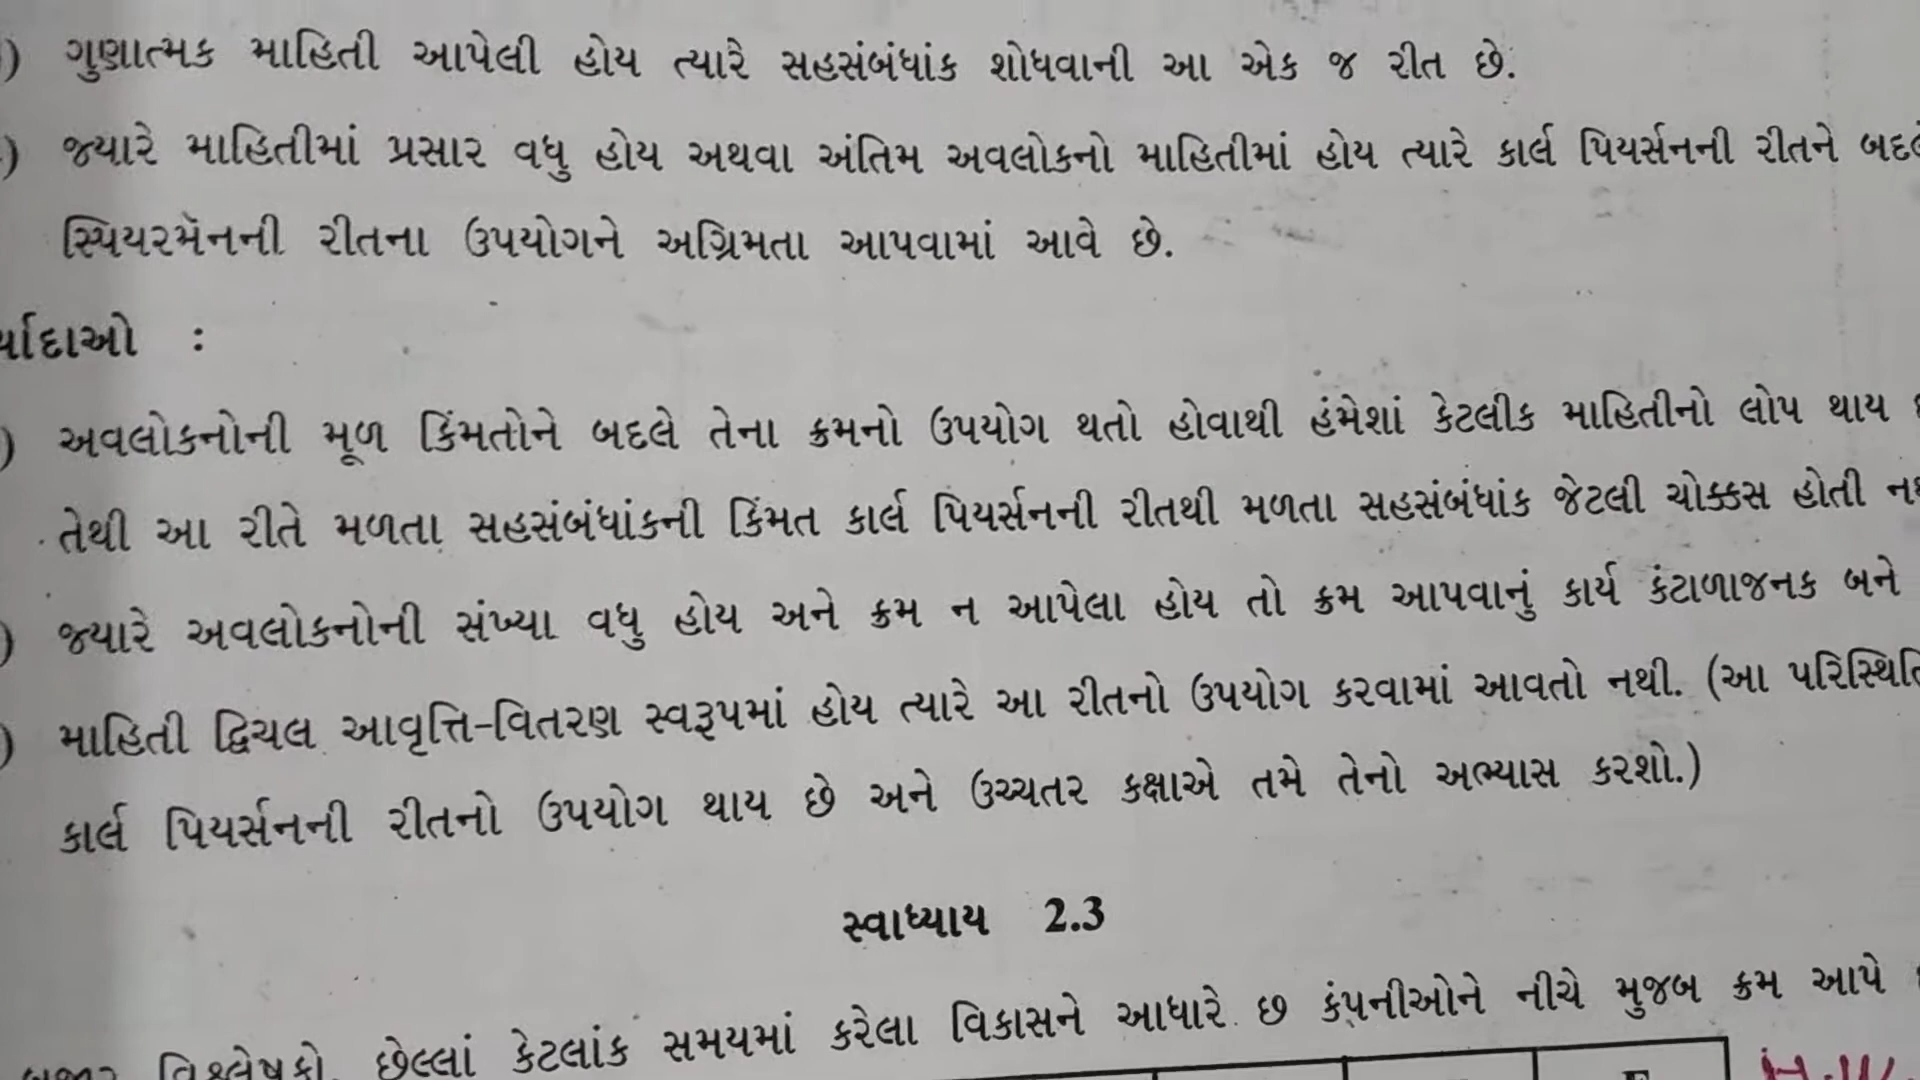 ) ગુણાત્મક માહિતી આપેલી હોય ત્યારે સહસંબંધાંક શોધવાની આ એક જ રીત છે.
) જ્યારે માહિતીમાં પ્રસાર વધુ હોય અથવા અંતિમ અવલોકનો માહિતીમાં હોય ત્યારે કાર્લ પિયર્સનની રીતને
સ્પિયરમૅનની રીતના ઉપયોગને અગ્રિમતા આપવામાં આવે છે.
ર્યાદાઓ :
) અવલોકનોની મૂળ કિંમતોને બદલે તેના ક્રમનો ઉપયોગ થતો હોવાથી હંમેશાં કેટલીક માહિતીનો લોપ થાય
તેથી આ રીતે મળતા સહસંબંધાંકની કિંમત કાર્લ પિયર્સનની રીતથી મળતા સહસંબંધાંક જેટલી ચોક્કસ હોતી
) જ્યારે અવલોકનોની સંખ્યા વધુ હોય અને ક્રમ ન આપેલા હોય તો ક્રમ આપવાનું કાર્ય કંટાળાજનક બને
) માહિતી દ્વિચલ આવૃત્તિ-વિતરણ સ્વરૂપમાં હોય ત્યારે આ રીતનો ઉપયોગ કરવામાં આવતો નથી. (આ
કાર્લ પિયર્સનની રીતનો ઉપયોગ થાય છે અને ઉચ્ચતર કક્ષાએ તમે તેનો અભ્યાસ કરશો.)
સ્વાધ્યાય 2.3
વિશ્લેષકો છેલ્લાં કેટલાંક સમયમાં કરેલા વિકાસને આધારે છ કંપનીઓને નીચે મુજબ ક્રમ આપે